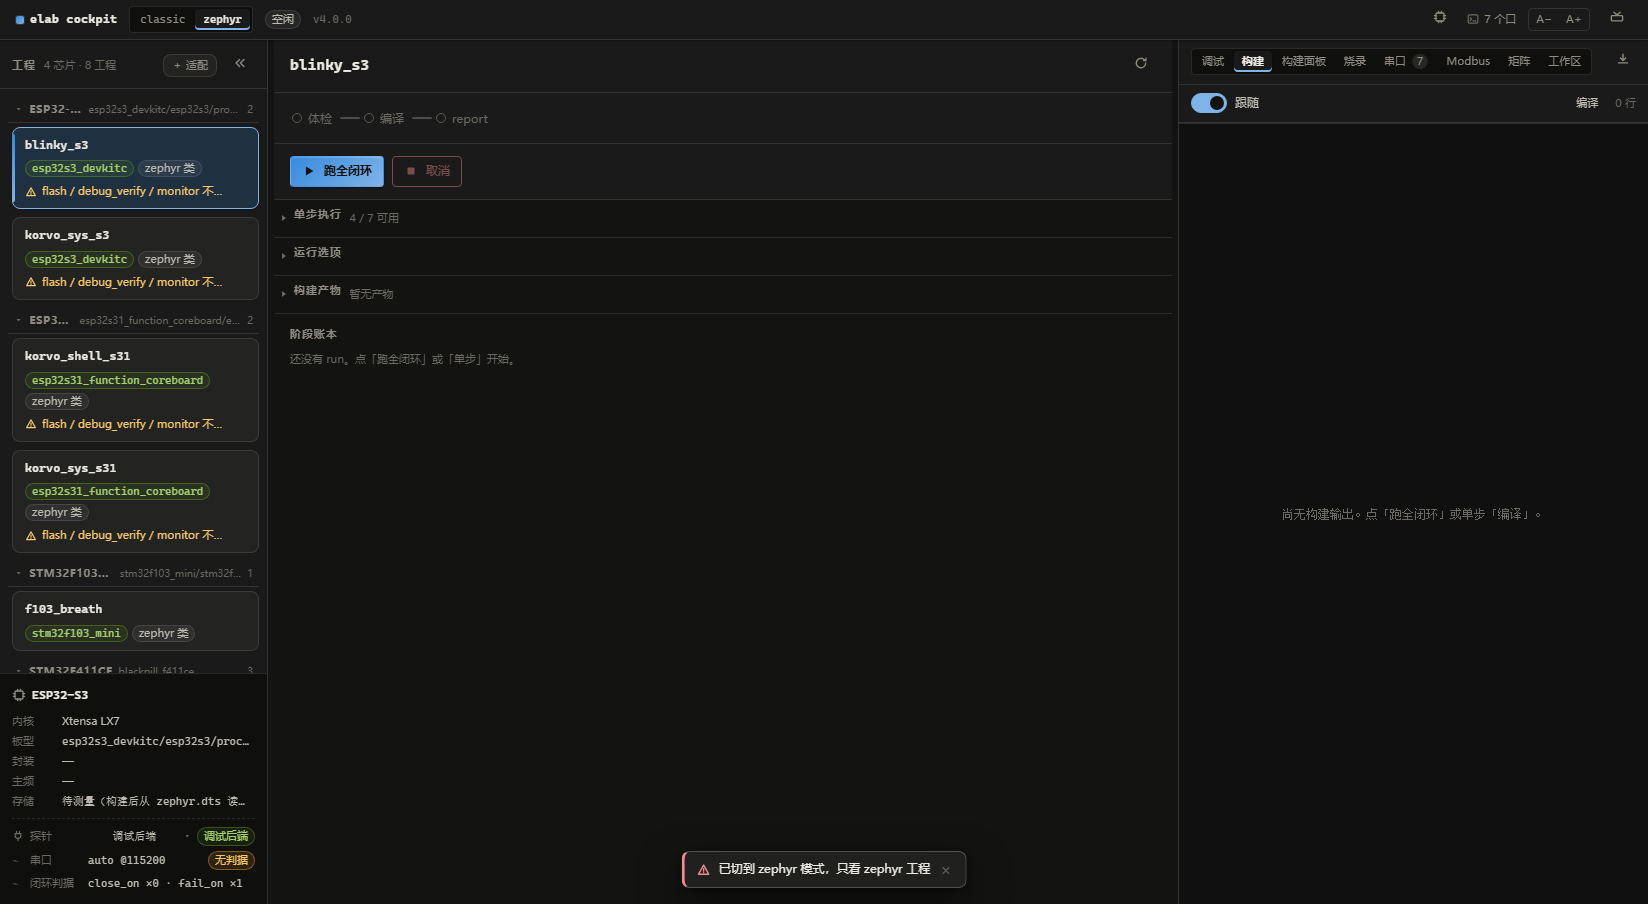 elab cockpit classic zephyr 空闲 v4.0.0 7 个口 A− A+
工程 4 芯片 · 8 工程 + 适配
ESP32-... esp32s3_devkitc/esp32s3/pro... 2
blinky_s3
esp32s3_devkitc zephyr 类
flash / debug_verify / monitor 不...
korvo_sys_s3
esp32s3_devkitc zephyr 类
flash / debug_verify / monitor 不...
ESP3... esp32s31_function_coreboard/e... 2
korvo_shell_s31
esp32s31_function_coreboard
zephyr 类
flash / debug_verify / monitor 不...
korvo_sys_s31
esp32s31_function_coreboard
zephyr 类
flash / debug_verify / monitor 不...
STM32F103... stm32f103_mini/stm32f... 1
f103_breath
stm32f103_mini zephyr 类
STM32F411CE blackpill_f411ce 3
ESP32-S3
内核 Xtensa LX7
板型 esp32s3_devkitc/esp32s3/proc...
封装 —
主频 —
存储 待测量（构建后从 zephyr.dts 读...
探针 调试后端 · 调试后端
串口 auto @115200 无判据
闭环判据 close_on ×0 · fail_on ×1
blinky_s3
体检 编译 report
跑全闭环 取消
单步执行 4 / 7 可用
运行选项
构建产物 暂无产物
阶段账本
还没有 run。点「跑全闭环」或「单步」开始。
调试 构建 构建面板 烧录 串口 7 Modbus 矩阵 工作区
跟随 编译 0 行
尚无构建输出。点「跑全闭环」或单步「编译」。
已切到 zephyr 模式，只看 zephyr 工程 ×